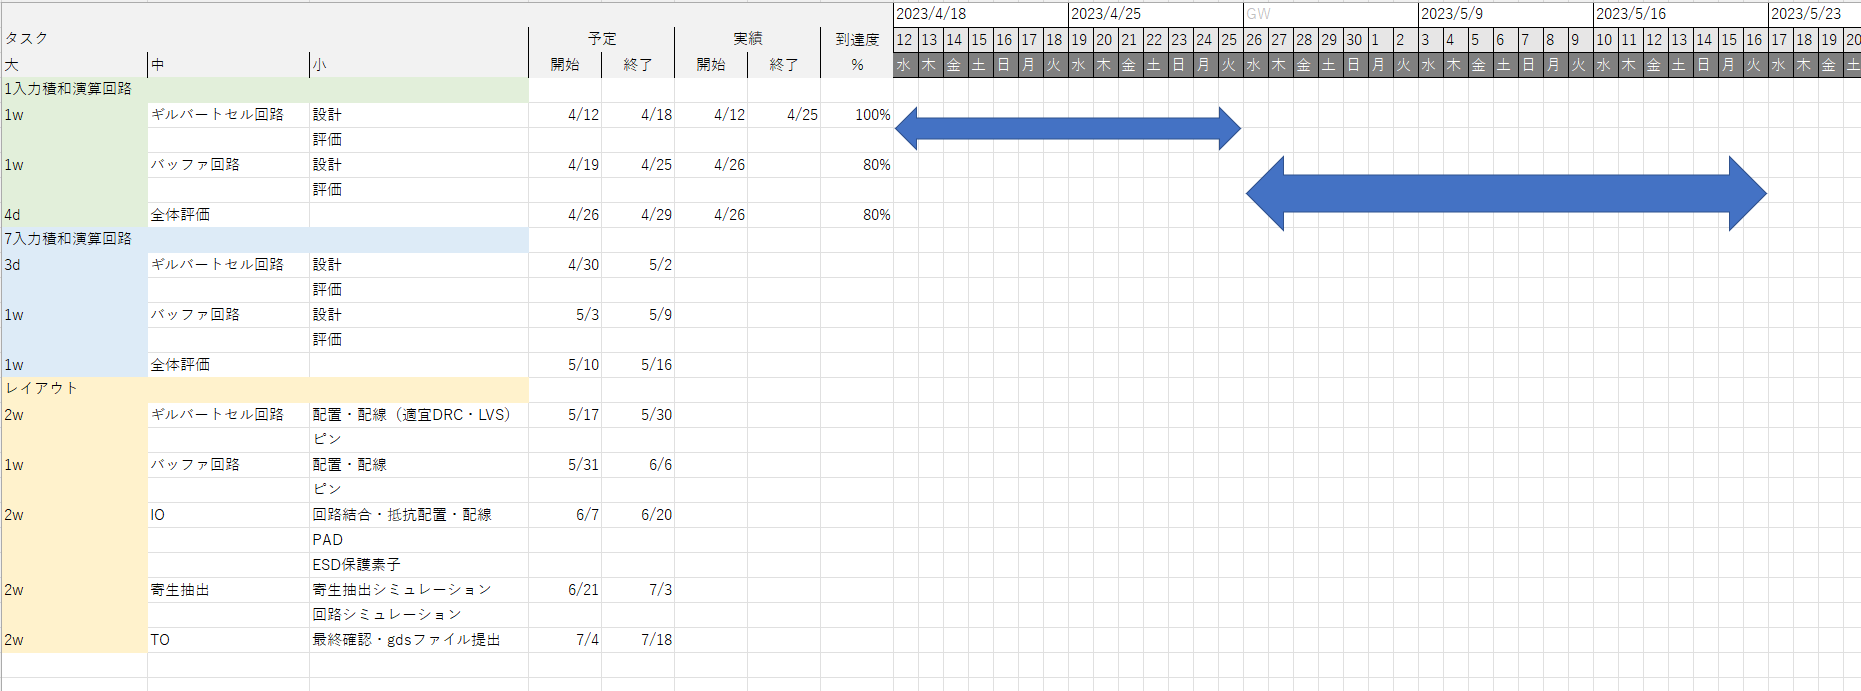 2023/4/18 2023/4/25 GW 2023/5/9 2023/5/16 2023/5/23
タスク 予定 実績 到達度 12 13 14 15 16 17 18 19 20 21 22 23 24 25 26 27 28 29 30 1 2 3 4 5 6 7 8 9 10 11 12 13 14 15 16 17 18 19 20
大 中 小 開始 終了 開始 終了 % 水 木 金 土 日 月 火 水 木 金 土 日 月 火 水 木 金 土 日 月 火 水 木 金 土 日 月 火 水 木 金 土 日 月 火 水 木 金 土
1入力積和演算回路
1w ギルバートセル回路 設計 4/12 4/18 4/12 4/25 100%
評価
1w バッファ回路 設計 4/19 4/25 4/26 80%
評価
4d 全体評価 4/26 4/29 4/26 80%
7入力積和演算回路
3d ギルバートセル回路 設計 4/30 5/2
評価
1w バッファ回路 設計 5/3 5/9
評価
1w 全体評価 5/10 5/16
レイアウト
2w ギルバートセル回路 配置・配線（適宜DRC・LVS） 5/17 5/30
ピン
1w バッファ回路 配置・配線 5/31 6/6
ピン
2w IO 回路結合・抵抗配置・配線 6/7 6/20
PAD
ESD保護素子
2w 寄生抽出 寄生抽出シミュレーション 6/21 7/3
回路シミュレーション
2w TO 最終確認・gdsファイル提出 7/4 7/18